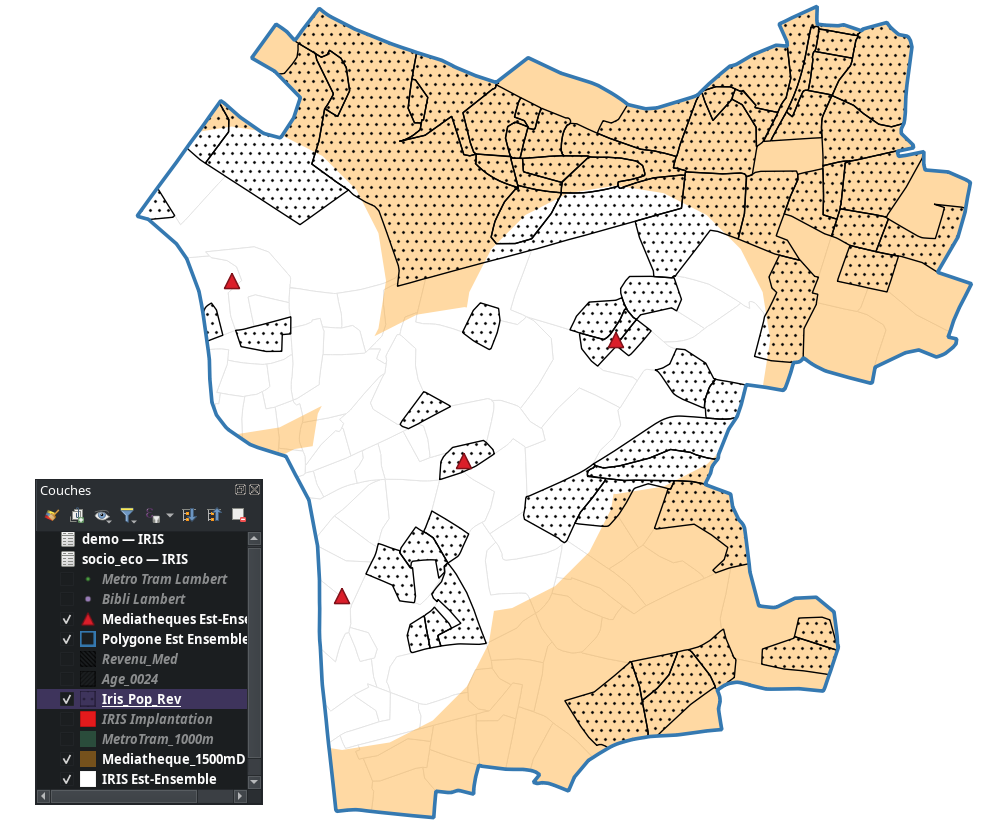 Couches
demo — IRIS
socio_eco — IRIS
Metro Tram Lambert
Bibli Lambert
Mediatheques Est-Ense
Polygone Est Ensemble
Revenu_Med
Age_0024
Iris_Pop_Rev
IRIS Implantation
MetroTram_1000m
Mediatheque_1500mD
IRIS Est-Ensemble